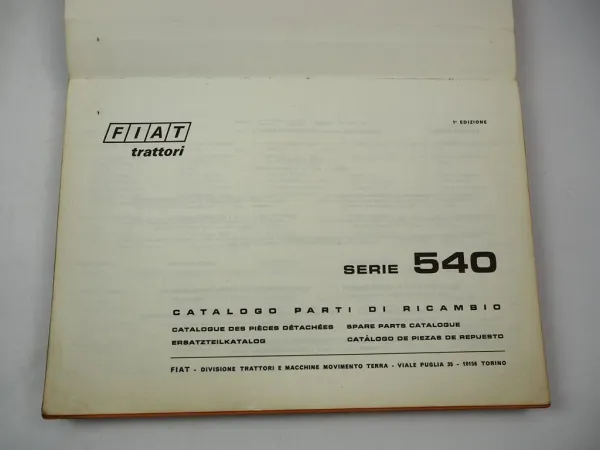 FIAT
trattori
1ª EDIZIONE
SERIE 540
CATALOGO PARTI DI RICAMBIO
CATALOGUE DES PIÈCES DÉTACHÉES SPARE PARTS CATALOGUE
ERSATZTEILKATALOG CATÀLOGO DE PIEZAS DE REPUESTO
FIAT - DIVISIONE TRATTORI E MACCHINE MOVIMENTO TERRA - VIALE PUGLIA 35 - 10156 TORINO